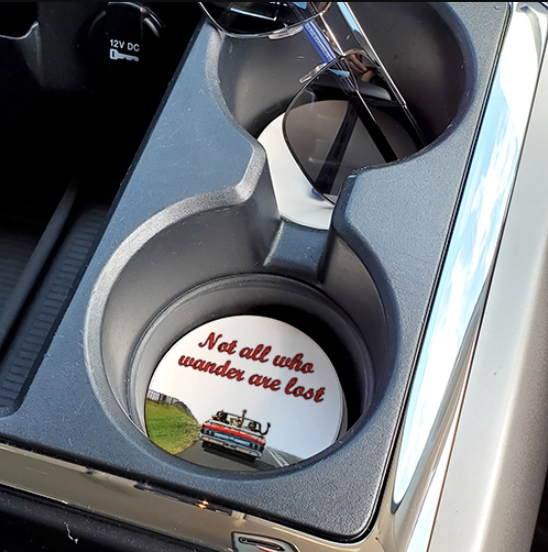 12V DC
Not all who
wander are lost